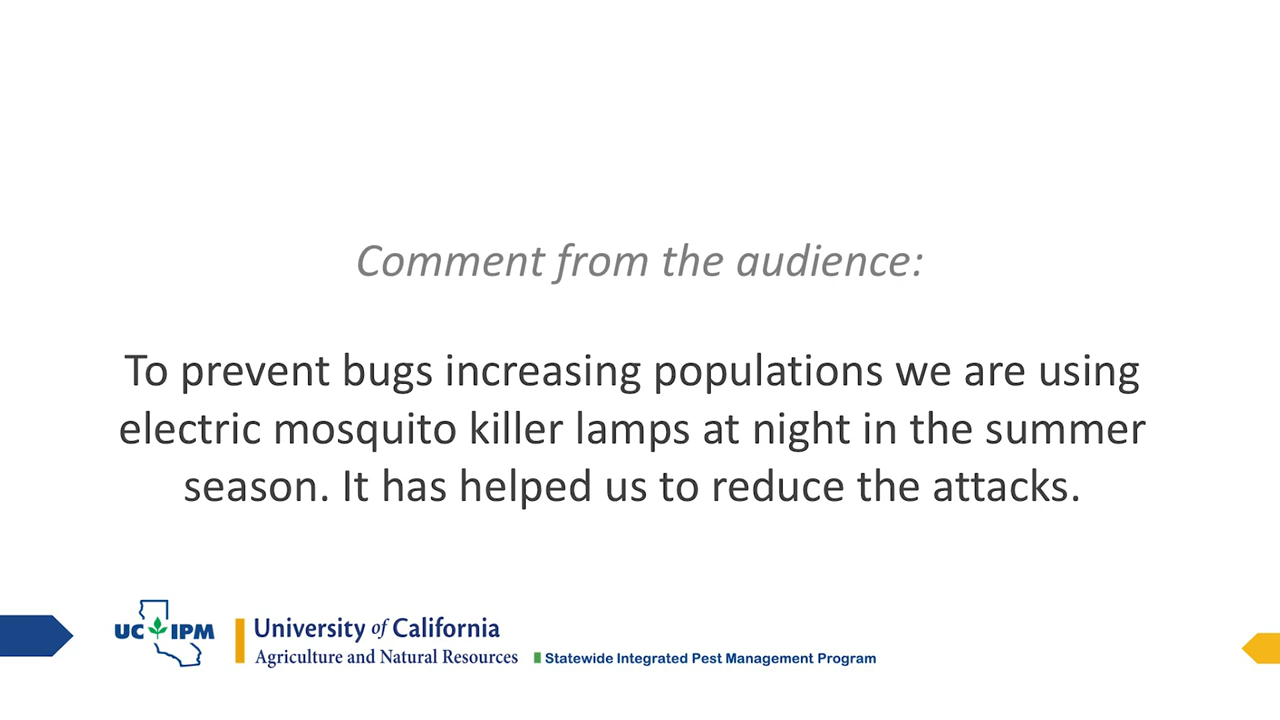 Comment from the audience:
To prevent bugs increasing populations we are using
electric mosquito killer lamps at night in the summer
season. It has helped us to reduce the attacks.
UC IPM
University of California
Agriculture and Natural Resources
Statewide Integrated Pest Management Program